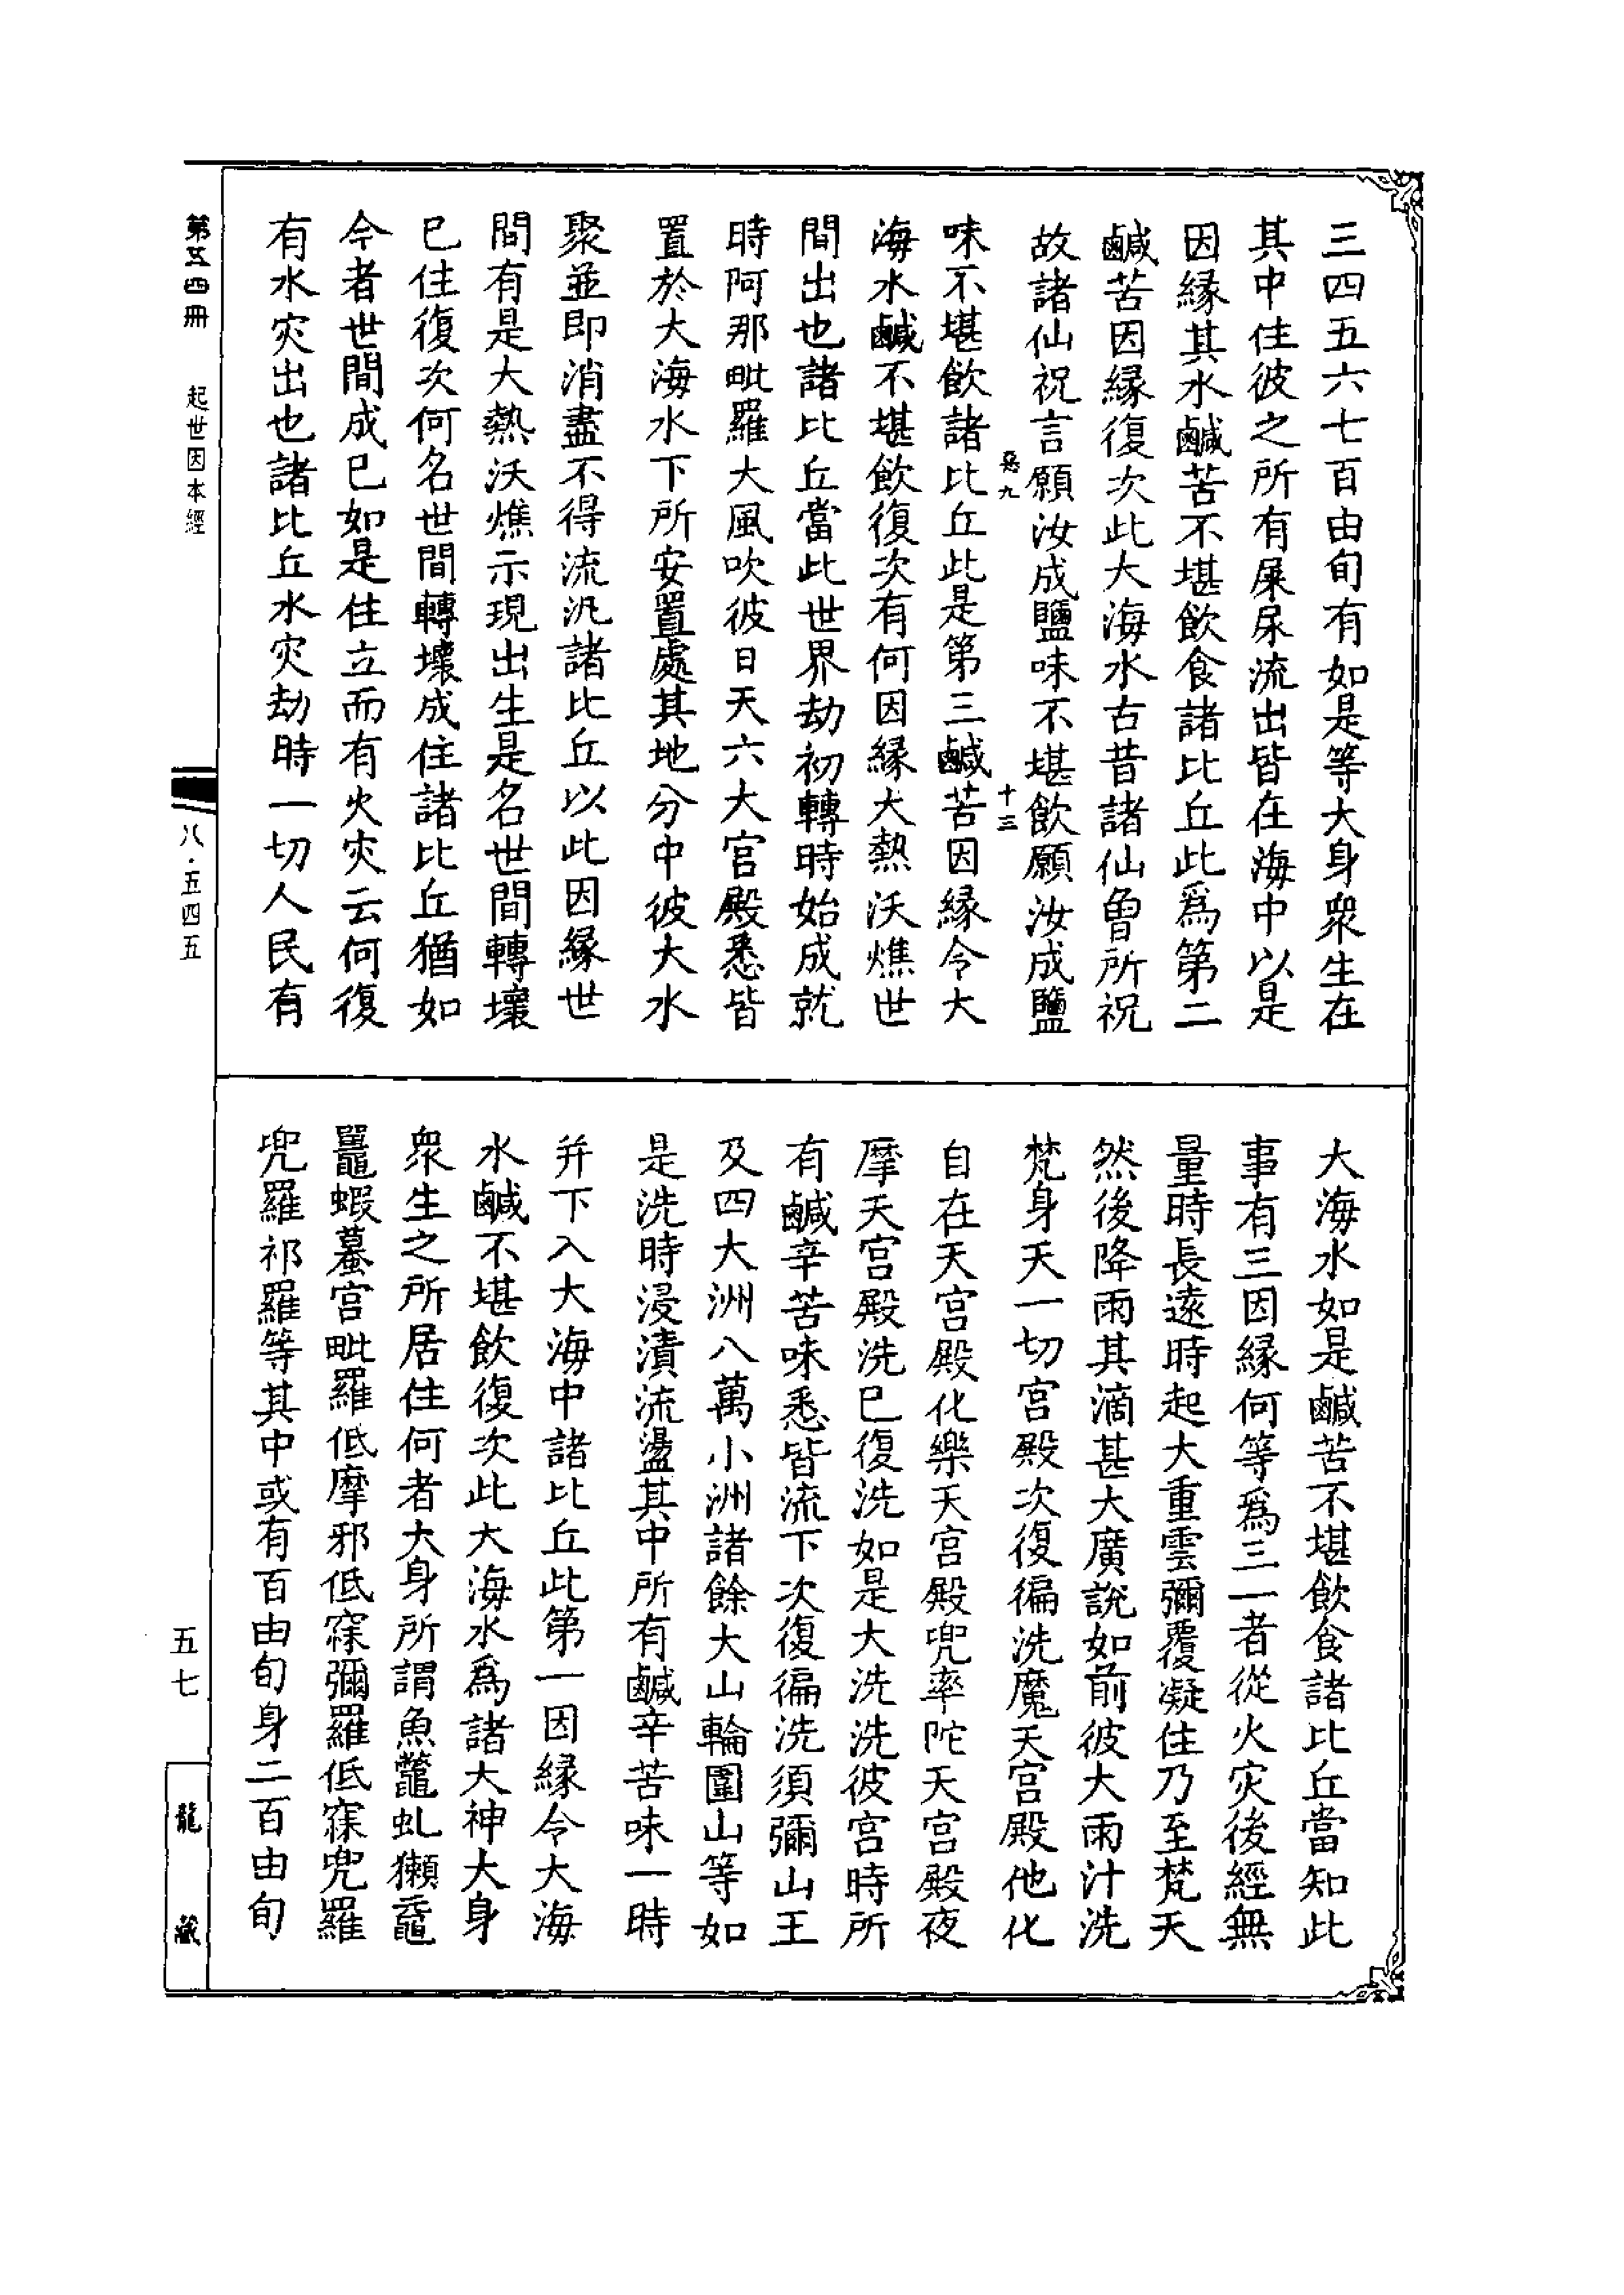 三四五六七百由旬有如是等大身衆生在
其中住彼之所有屎尿流出皆在海中以是
因緣其水鹹苦不堪飲食諸比丘此爲第二
鹹苦因緣復次此大海水古昔諸仙曾所祝
故諸仙祝言願汝成鹽味不堪飲願汝成鹽
惡九 十三
味不堪飲諸比丘此是第三鹹苦因緣令大
海水鹹不堪飲復次有何因緣大熱沃燋世
間出也諸比丘當此世界劫初轉時始成就
時阿那毗羅大風吹彼日天六大宮殿悉皆
置於大海水下所安置處其地分中彼大水
聚並即消盡不得流汎諸比丘以此因緣世
間有是大熱沃燋示現出生是名世間轉壞
已住復次何名世間轉壞成住諸比丘猶如
今者世間成已如是住立而有火灾云何復
有水灾出也諸比丘水灾劫時一切人民有
大海水如是鹹苦不堪飲食諸比丘當知此
事有三因緣何等爲三一者從火灾後經無
量時長遠時起大重雲彌覆凝住乃至梵天
然後降雨其滴甚大廣說如前彼大雨汁洗
梵身天一切宮殿次復徧洗魔天宮殿他化
自在天宮殿化樂天宮殿兜率陀天宮殿夜
摩天宮殿洗已復洗如是大洗洗彼宮時所
有鹹辛苦味悉皆流下次復徧洗須彌山王
及四大洲八萬小洲諸餘大山輪圍山等如
是洗時浸漬流盪其中所有鹹辛苦味一時
并下入大海中諸比丘此第一因緣令大海
水鹹不堪飲復次此大海水爲諸大神大身
衆生之所居住何者大身所謂魚鼈虬獺黿
鼉蝦蟇宮毗羅低摩邪低寐彌羅低寐兜羅
兜羅祁羅等其中或有百由旬身二百由旬
第五四冊 起世因本經
八·五四五
五七
龍藏